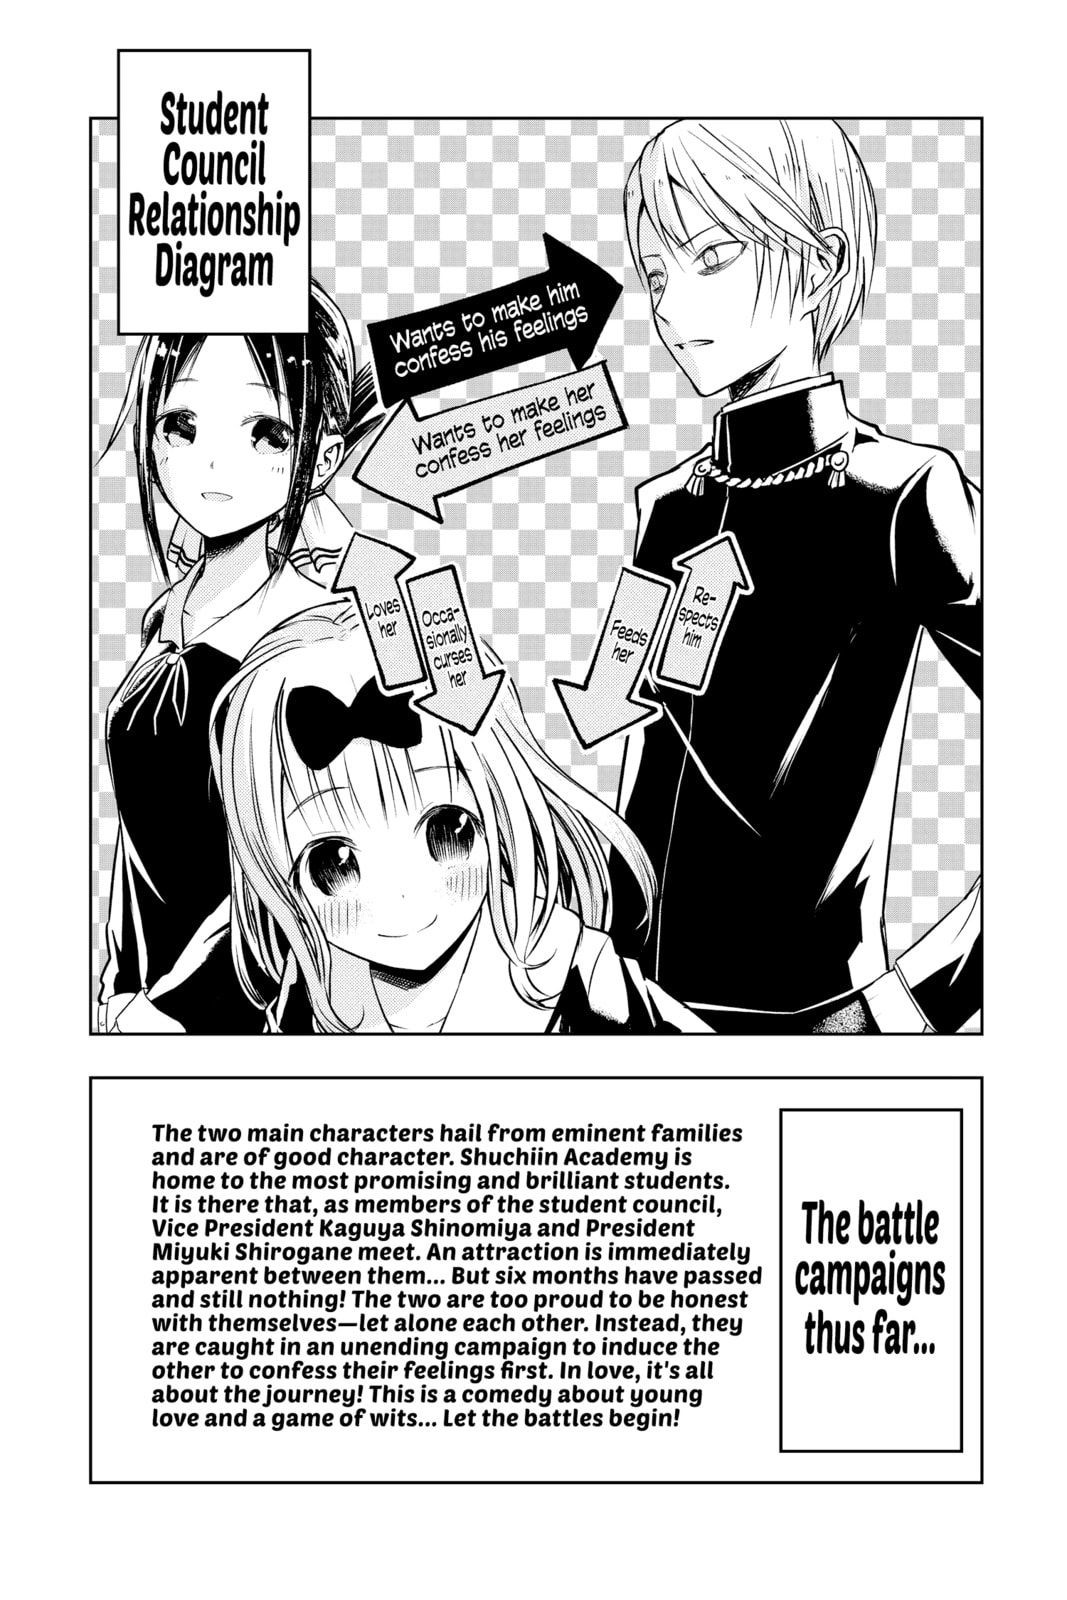 Student
Council
Relationship
Diagram
Wants to make him
confess his feelings
Wants to make her
confess her feelings
Loves
her
Occa-
sionally
curses
her
Feeds
her
Re-
spects
him
The two main characters hail from eminent families
and are of good character. Shuchiin Academy is
home to the most promising and brilliant students.
It is there that, as members of the student council,
Vice President Kaguya Shinomiya and President
Miyuki Shirogane meet. An attraction is immediately
apparent between them... But six months have passed
and still nothing! The two are too proud to be honest
with themselves—let alone each other. Instead, they
are caught in an unending campaign to induce the
other to confess their feelings first. In love, it's all
about the journey! This is a comedy about young
love and a game of wits... Let the battles begin!
The battle
campaigns
thus far...